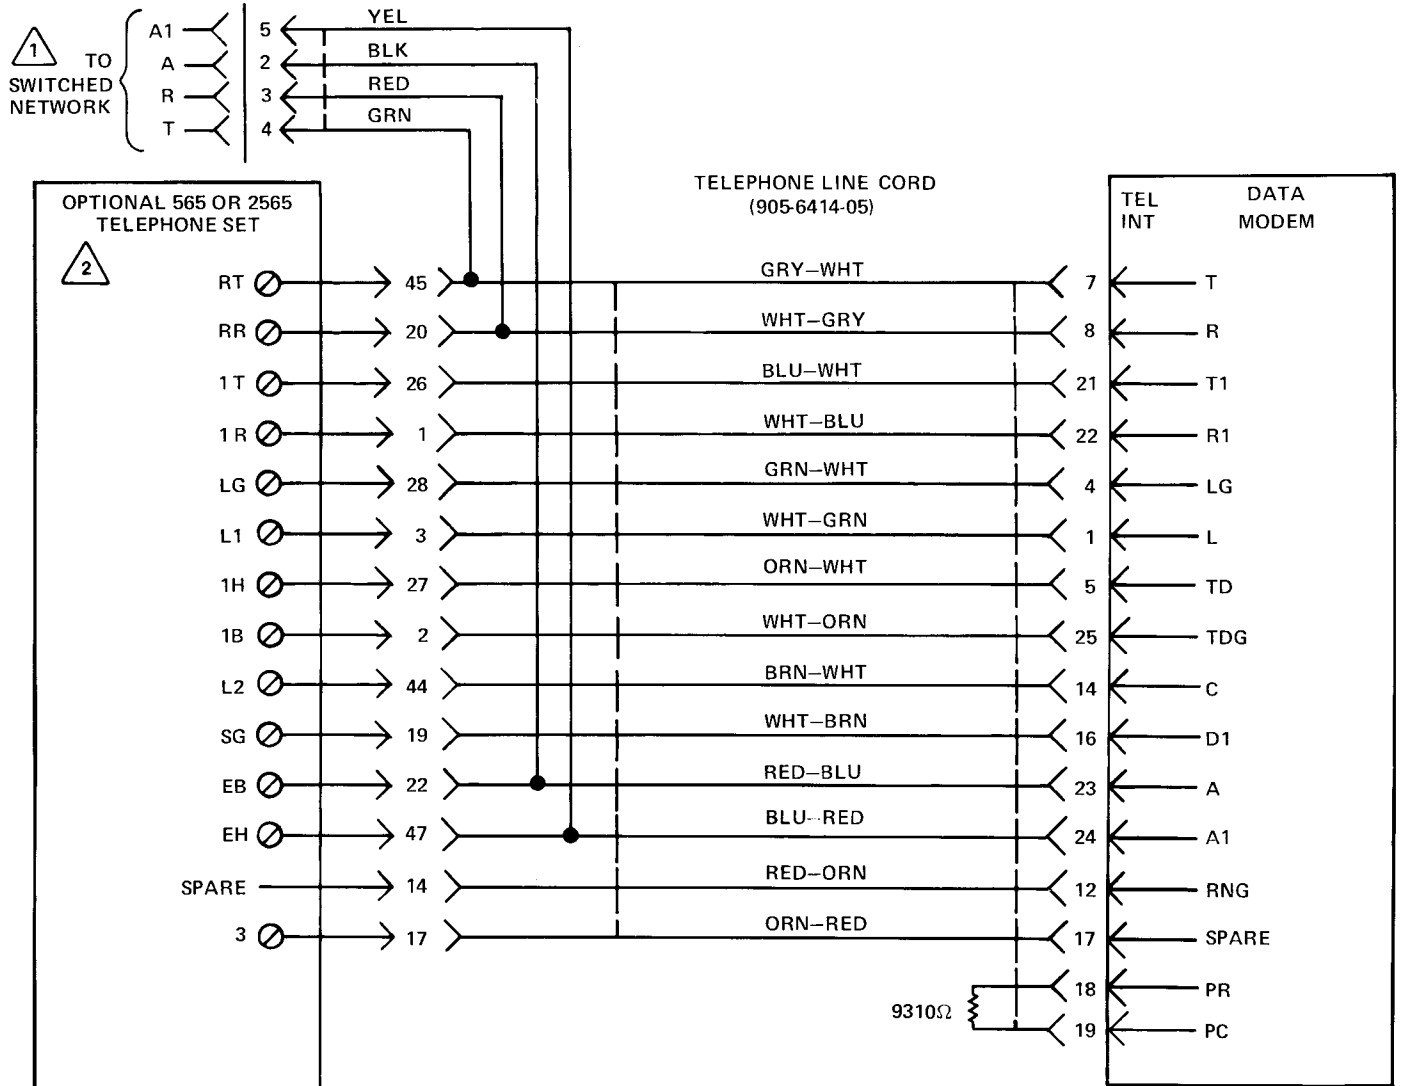 A1 5 YEL
1 TO SWITCHED NETWORK
A 2 BLK
R 3 RED
T 4 GRN
OPTIONAL 565 OR 2565
TELEPHONE SET
2
TELEPHONE LINE CORD
(905-6414-05)
TEL INT
DATA MODEM
RT 45 GRY–WHT 7 T
RR 20 WHT–GRY 8 R
1T 26 BLU–WHT 21 T1
1R 1 WHT–BLU 22 R1
LG 28 GRN–WHT 4 LG
L1 3 WHT–GRN 1 L
1H 27 ORN–WHT 5 TD
1B 2 WHT–ORN 25 TDG
L2 44 BRN–WHT 14 C
SG 19 WHT–BRN 16 D1
EB 22 RED–BLU 23 A
EH 47 BLU–RED 24 A1
SPARE 14 RED–ORN 12 RNG
3 17 ORN–RED 17 SPARE
18 PR
9310Ω
19 PC